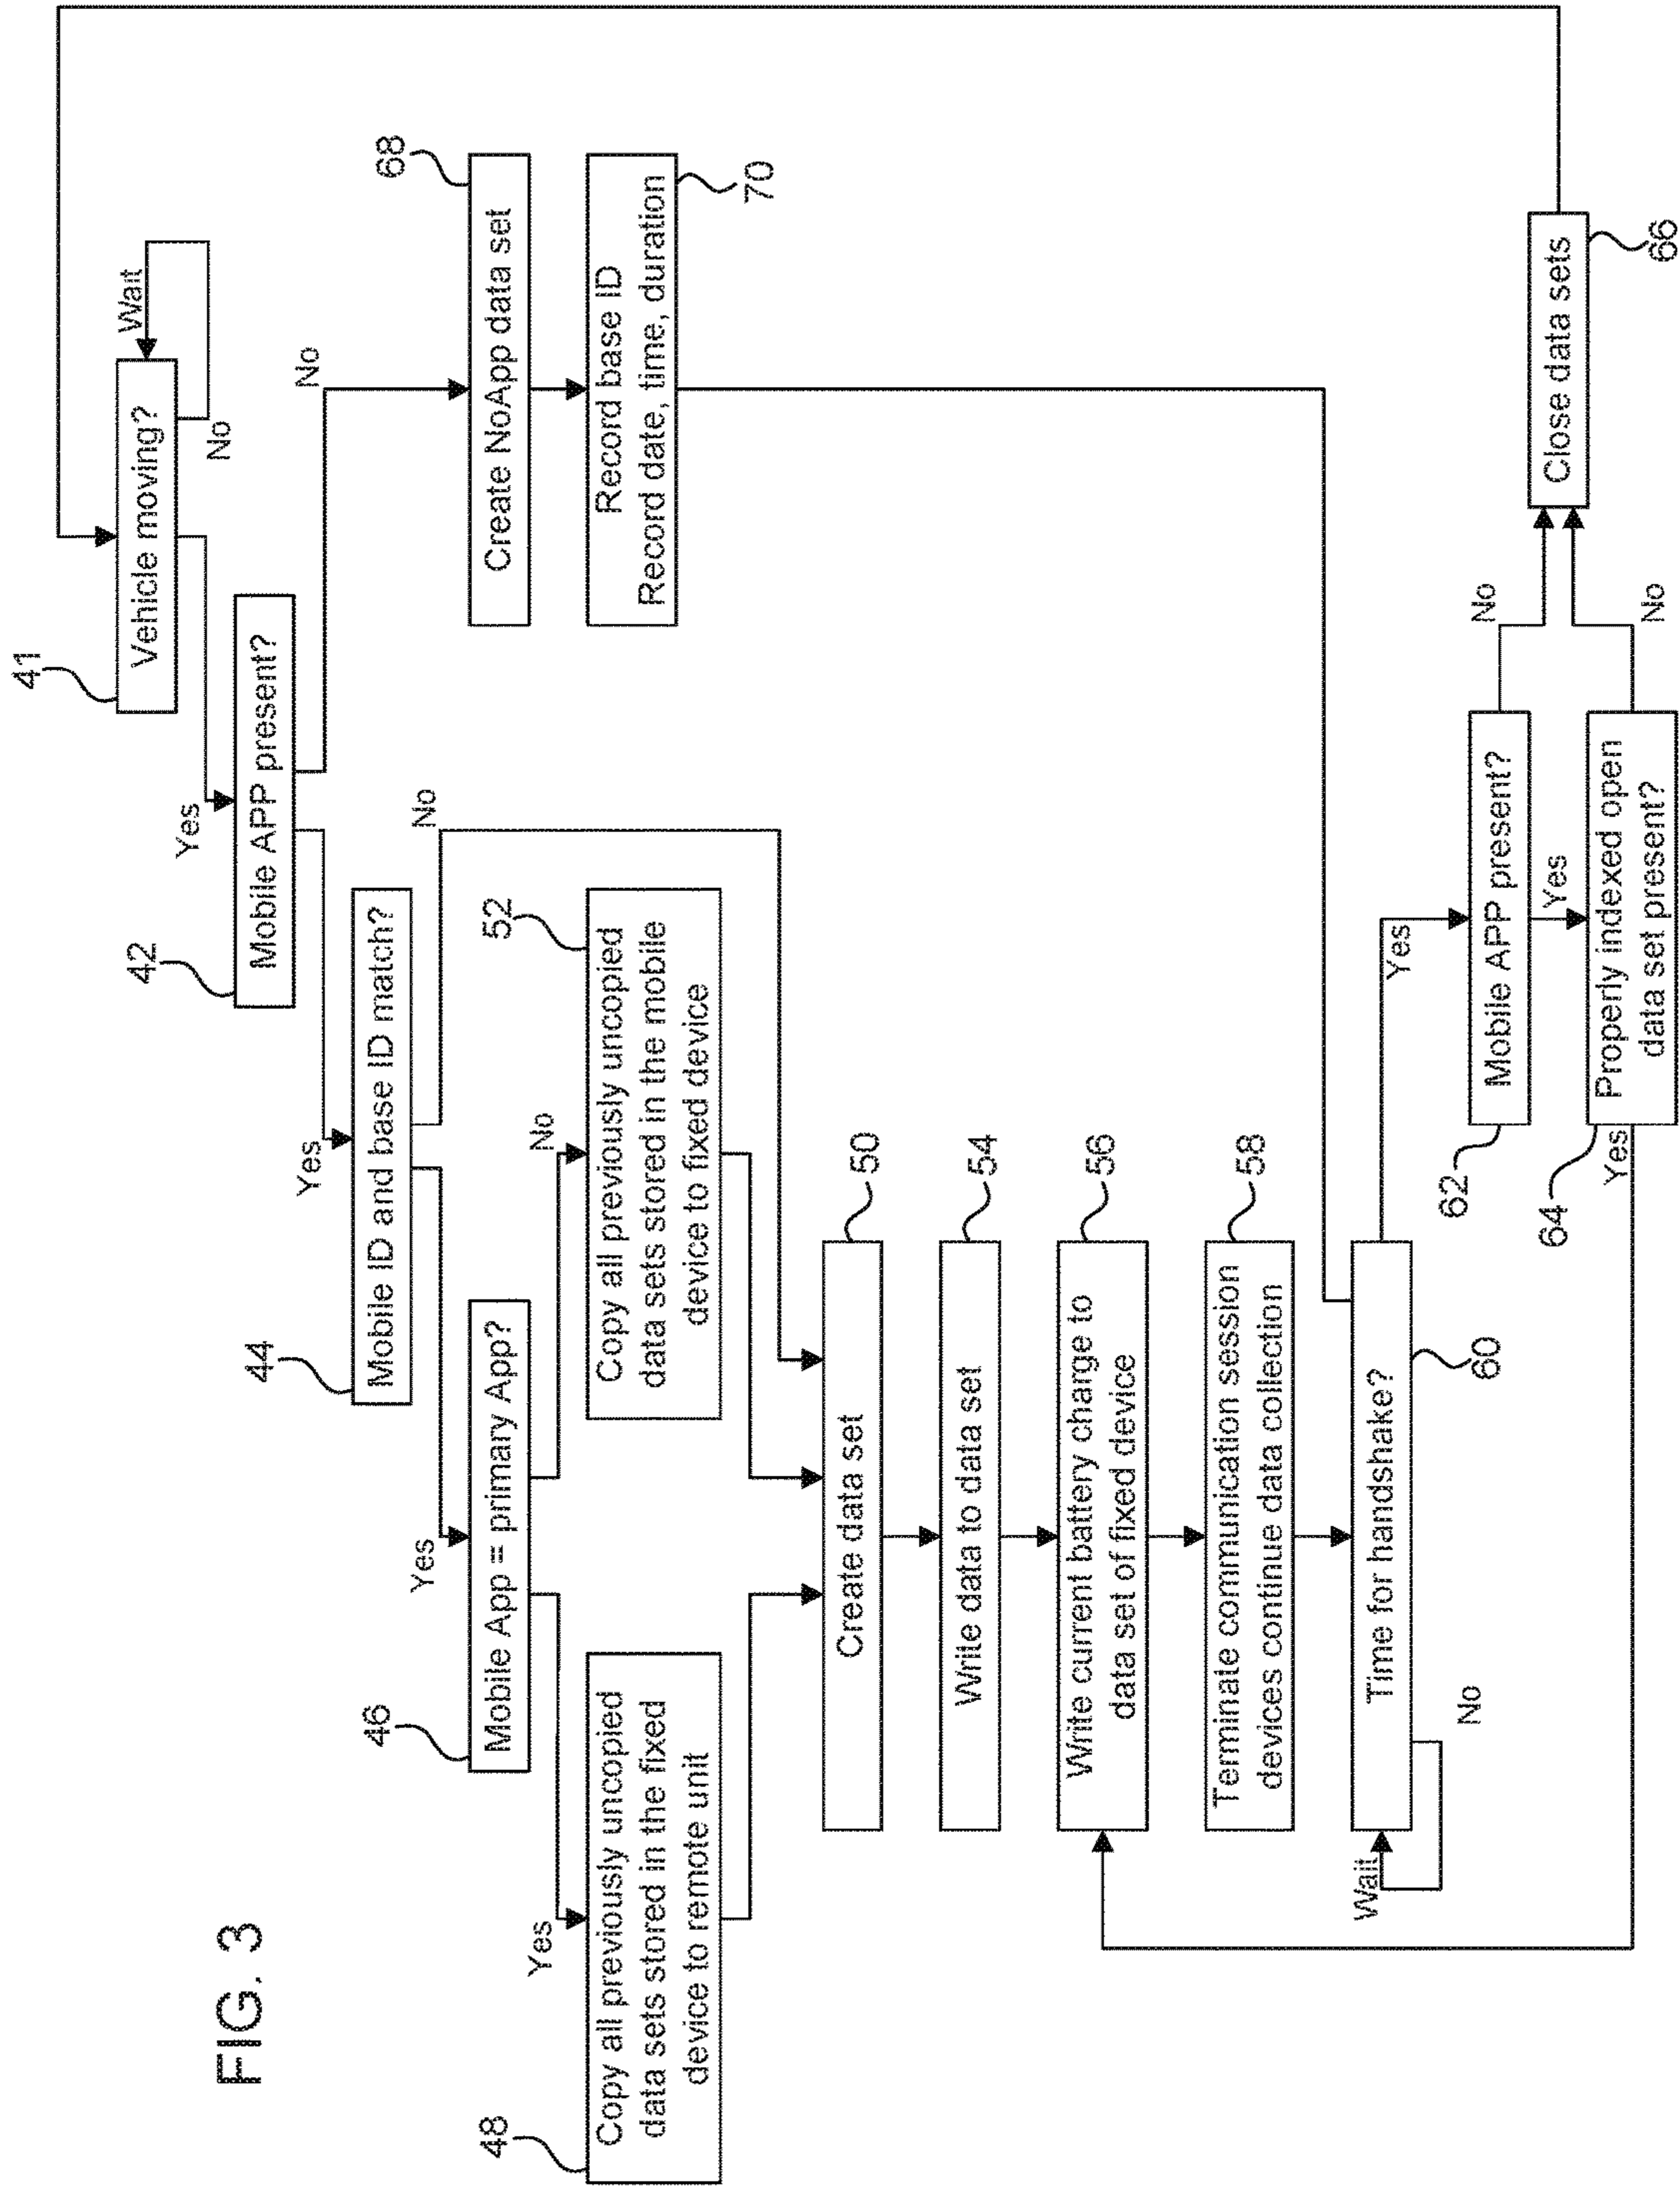 FIG. 3
41
Vehicle moving?
Wait
No
Yes
42
Mobile APP present?
Yes
No
44
Mobile ID and base ID match?
Yes
No
46
Mobile App = primary App?
68
Create NoApp data set
Yes
No
48
Copy all previously uncopied
data sets stored in the fixed
device to remote unit
52
Copy all previously uncopied
data sets stored in the mobile
device to fixed device
Record base ID
Record date, time, duration
70
Create data set
50
Write data to data set
54
Write current battery charge to
data set of fixed device
56
Terminate communication session
devices continue data collection
58
Wait
Time for handshake?
No
60
Yes
62
Mobile APP present?
No
Yes
64
Properly indexed open
data set present?
Yes
No
Close data sets
66